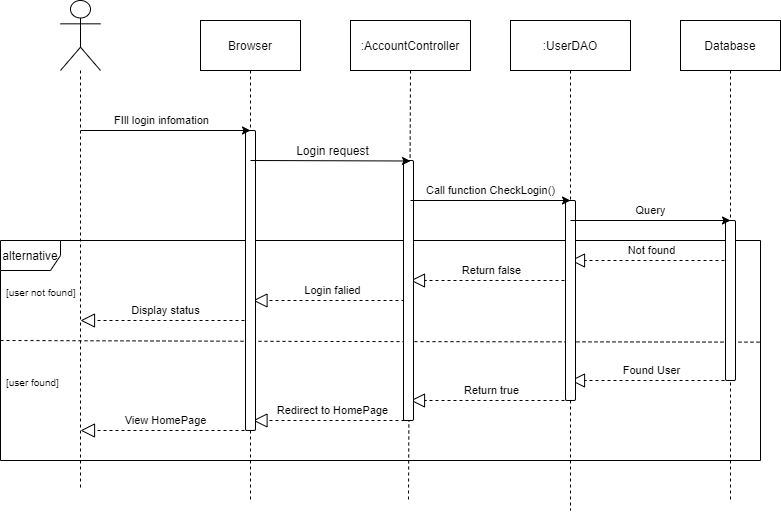 Browser
:AccountController
:UserDAO
Database
FIll login infomation
Login request
Call function CheckLogin()
Query
alternative
Not found
Return false
[user not found]
Login falied
Display status
Found User
[user found]
Return true
Redirect to HomePage
View HomePage